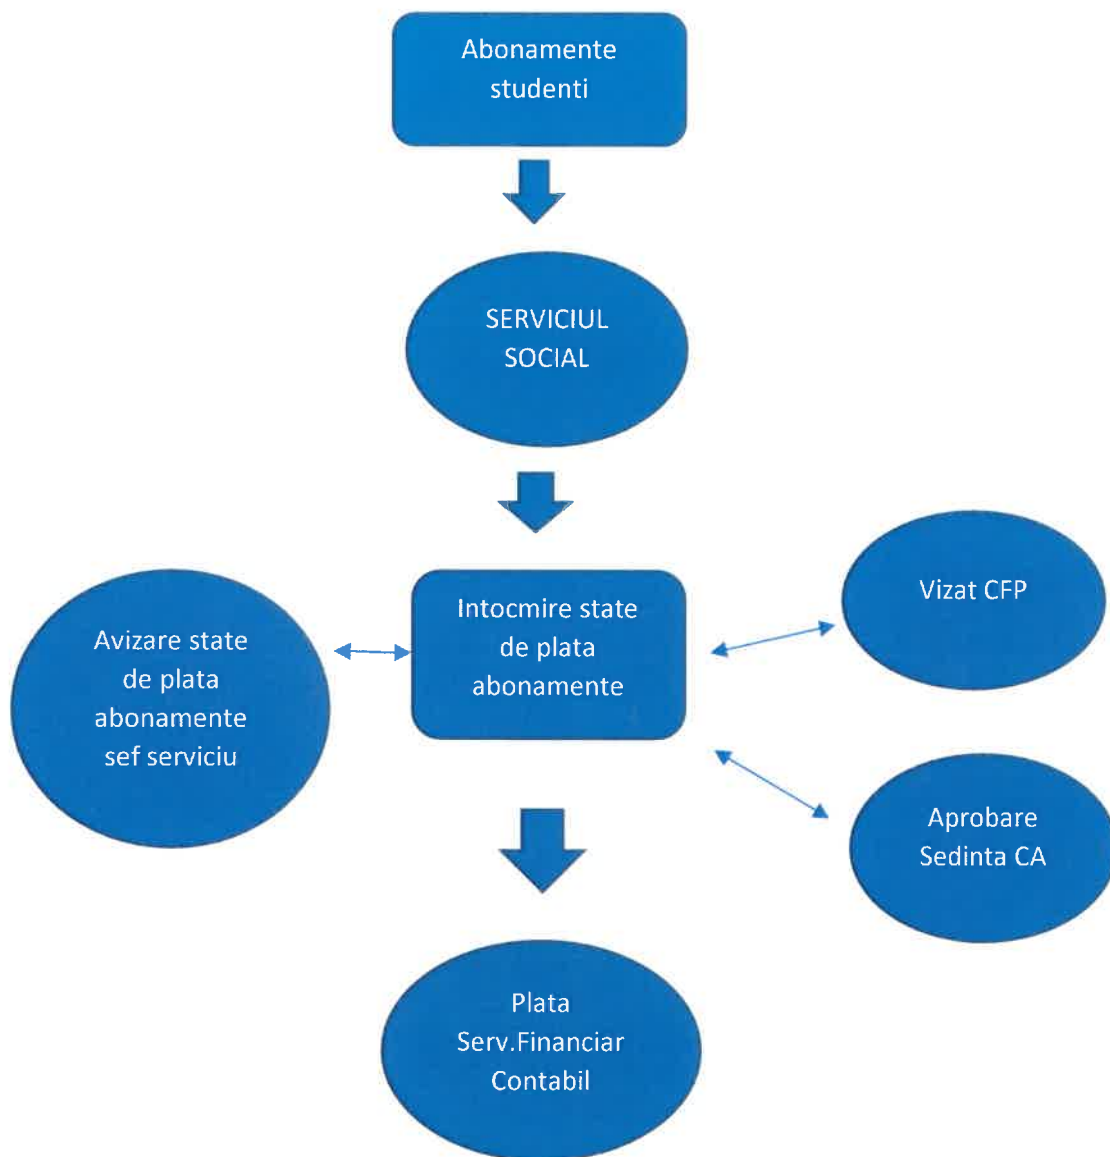 Abonamente
studenti
SERVICIUL
SOCIAL
Intocmire state
de plata
abonamente
Avizare state
de plata
abonamente
sef serviciu
Vizat CFP
Aprobare
Sedinta CA
Plata
Serv.Financiar
Contabil